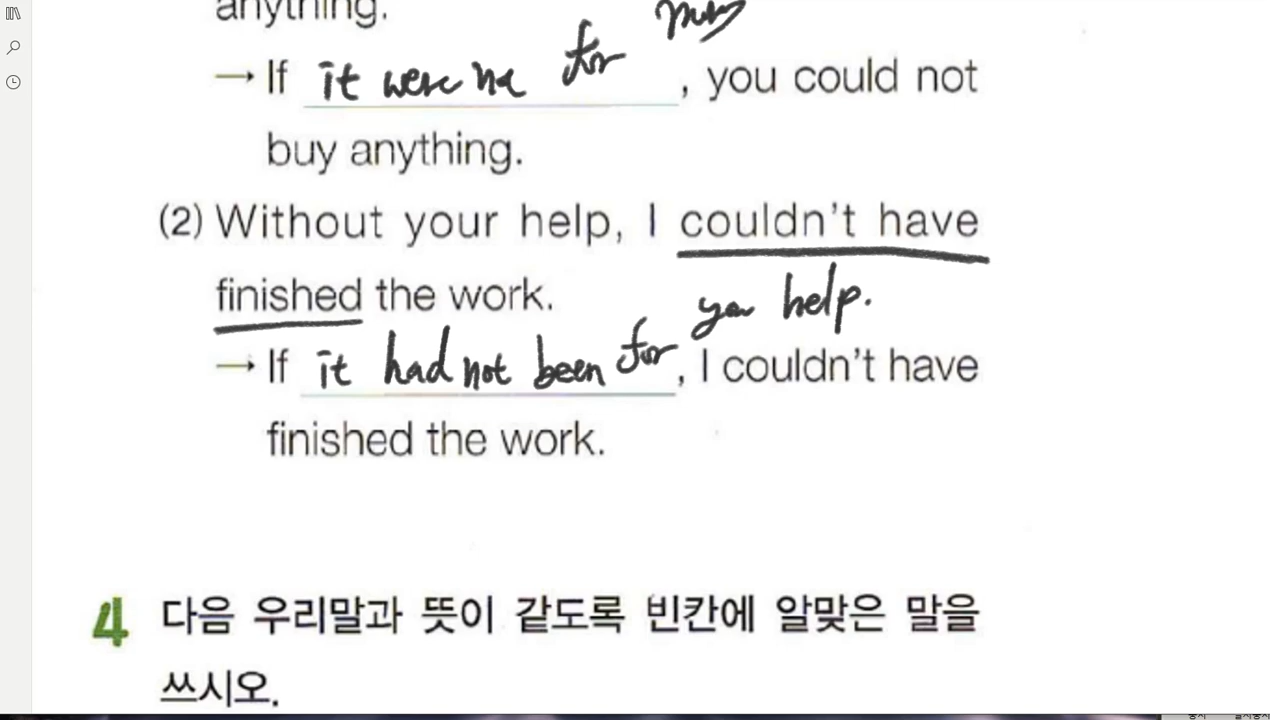 anything.
→ If it were not for money, you could not
buy anything.
(2) Without your help, I couldn't have
finished the work.
→ If it had not been for your help., I couldn't have
finished the work.
4 다음 우리말과 뜻이 같도록 빈칸에 알맞은 말을
쓰시오.